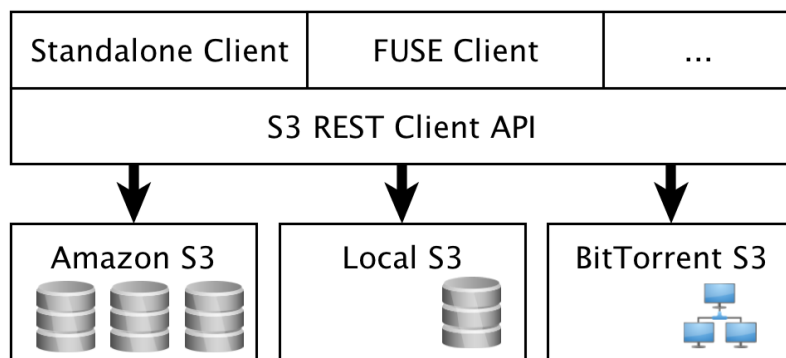 Standalone Client
FUSE Client
...
S3 REST Client API
Amazon S3
Local S3
BitTorrent S3